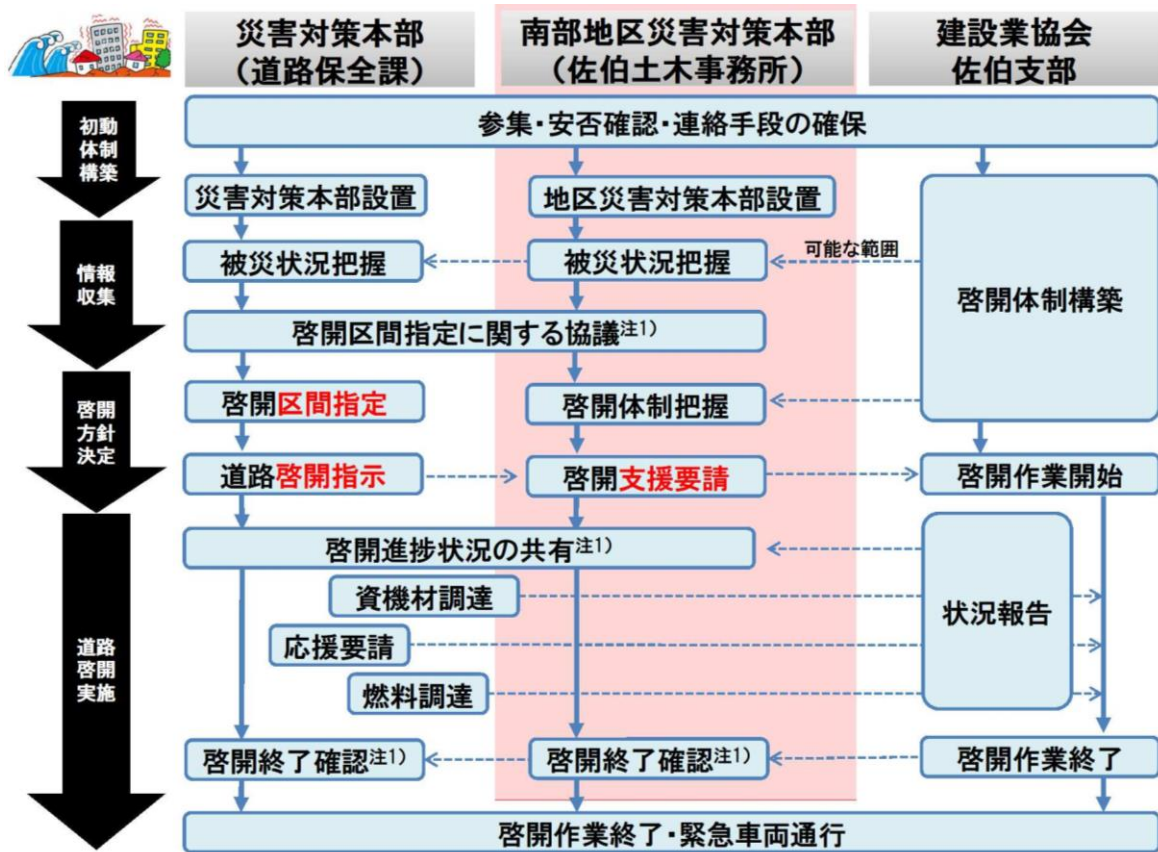 災害対策本部
（道路保全課）
南部地区災害対策本部
（佐伯土木事務所）
建設業協会
佐伯支部
初動
体制
構築
参集・安否確認・連絡手段の確保
災害対策本部設置
地区災害対策本部設置
情報
収集
被災状況把握
被災状況把握
可能な範囲
啓開体制構築
啓開区間指定に関する協議注1)
啓開
方針
決定
啓開区間指定
啓開体制把握
道路啓開指示
啓開支援要請
啓開作業開始
道路
啓開
実施
啓開進捗状況の共有注1)
資機材調達
応援要請
燃料調達
状況報告
啓開終了確認注1)
啓開終了確認注1)
啓開作業終了
啓開作業終了・緊急車両通行